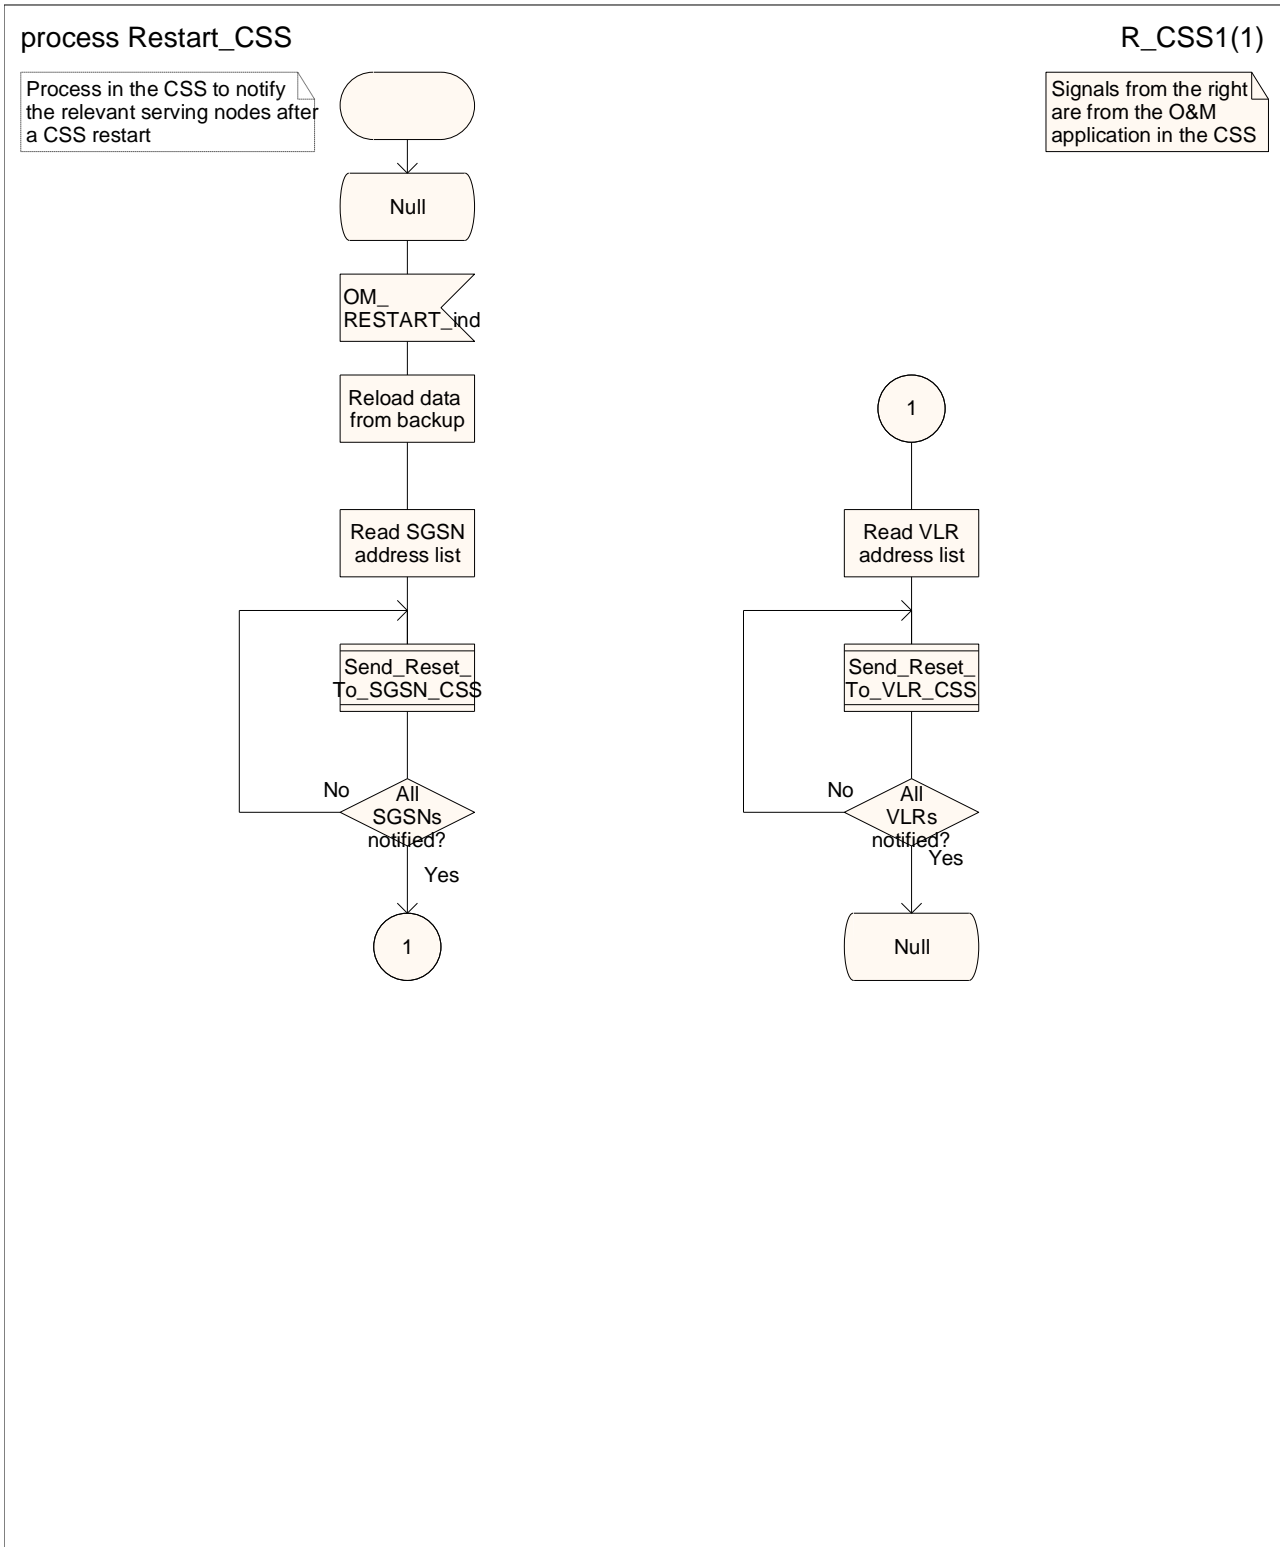 process Restart_CSS
R_CSS1(1)
Process in the CSS to notify
the relevant serving nodes after
a CSS restart
Signals from the right
are from the O&M
application in the CSS
Null
OM_
RESTART_ind
Reload data
from backup
Read SGSN
address list
Send_Reset_
To_SGSN_CSS
No
All
SGSNs
notified?
Yes
1
1
Read VLR
address list
Send_Reset_
To_VLR_CSS
No
All
VLRs
notified?
Yes
Null